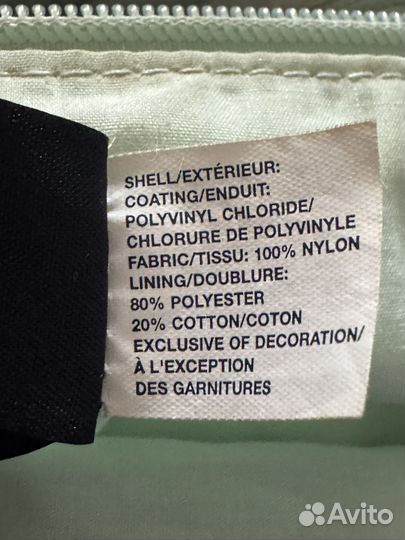 SHELL/EXTÉRIEUR:
COATING/ENDUIT:
POLYVINYL CHLORIDE/
CHLORURE DE POLYVINYLE
FABRIC/TISSU: 100% NYLON
LINING/DOUBLURE:
80% POLYESTER
20% COTTON/COTON
EXCLUSIVE OF DECORATION/
À L'EXCEPTION
DES GARNITURES
Avito